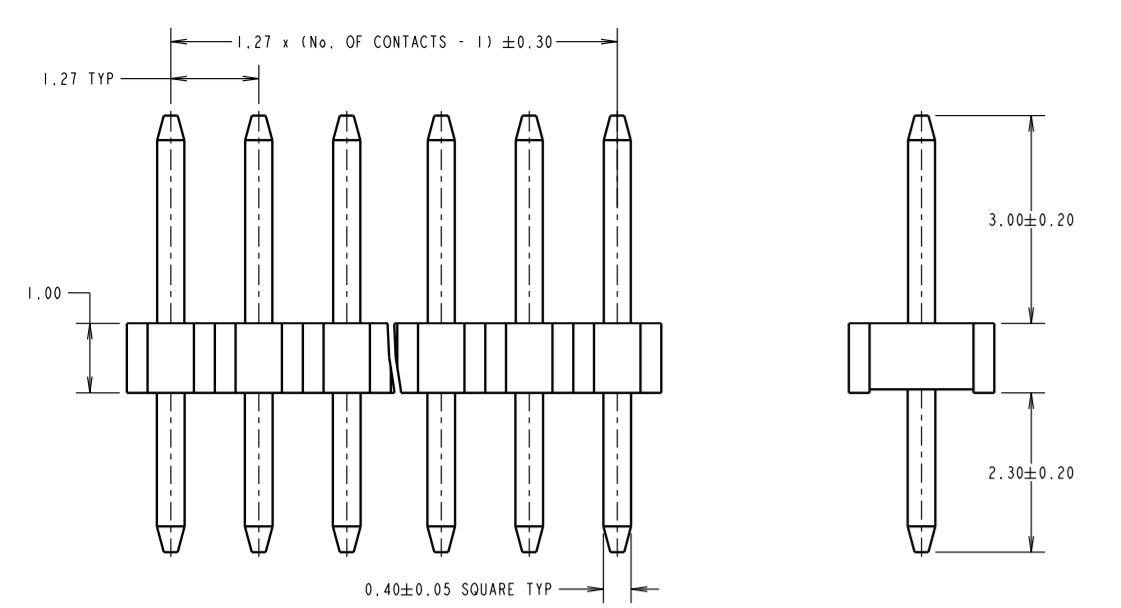 1.27 x (No. OF CONTACTS - 1) ±0.30
1.27 TYP
3.00±0.20
1.00
2.30±0.20
0.40±0.05 SQUARE TYP